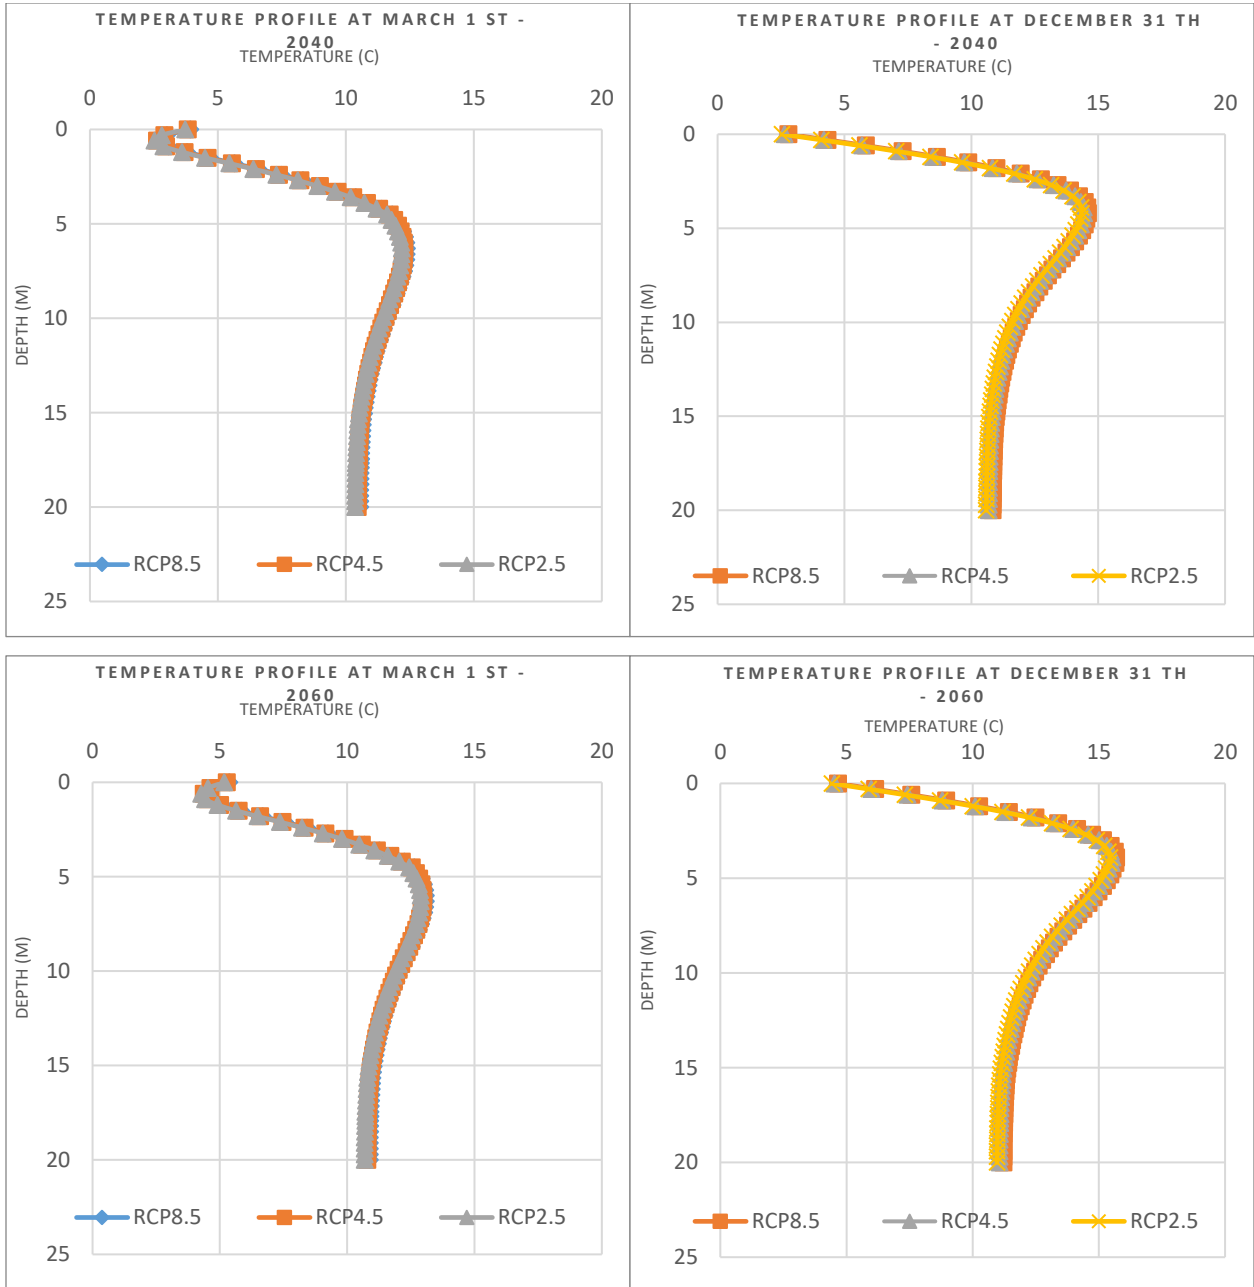 TEMPERATURE PROFILE AT MARCH 1 ST -
2040
TEMPERATURE (C)
0 5 10 15 20
0
5
10
15
20
25
DEPTH (M)
RCP8.5 RCP4.5 RCP2.5
TEMPERATURE PROFILE AT DECEMBER 31 TH
- 2040
TEMPERATURE (C)
0 5 10 15 20
0
5
10
15
20
25
DEPTH (M)
RCP8.5 RCP4.5 RCP2.5
TEMPERATURE PROFILE AT MARCH 1 ST -
2060
TEMPERATURE (C)
0 5 10 15 20
0
5
10
15
20
25
DEPTH (M)
RCP8.5 RCP4.5 RCP2.5
TEMPERATURE PROFILE AT DECEMBER 31 TH
- 2060
TEMPERATURE (C)
0 5 10 15 20
0
5
10
15
20
25
DEPTH (M)
RCP8.5 RCP4.5 RCP2.5